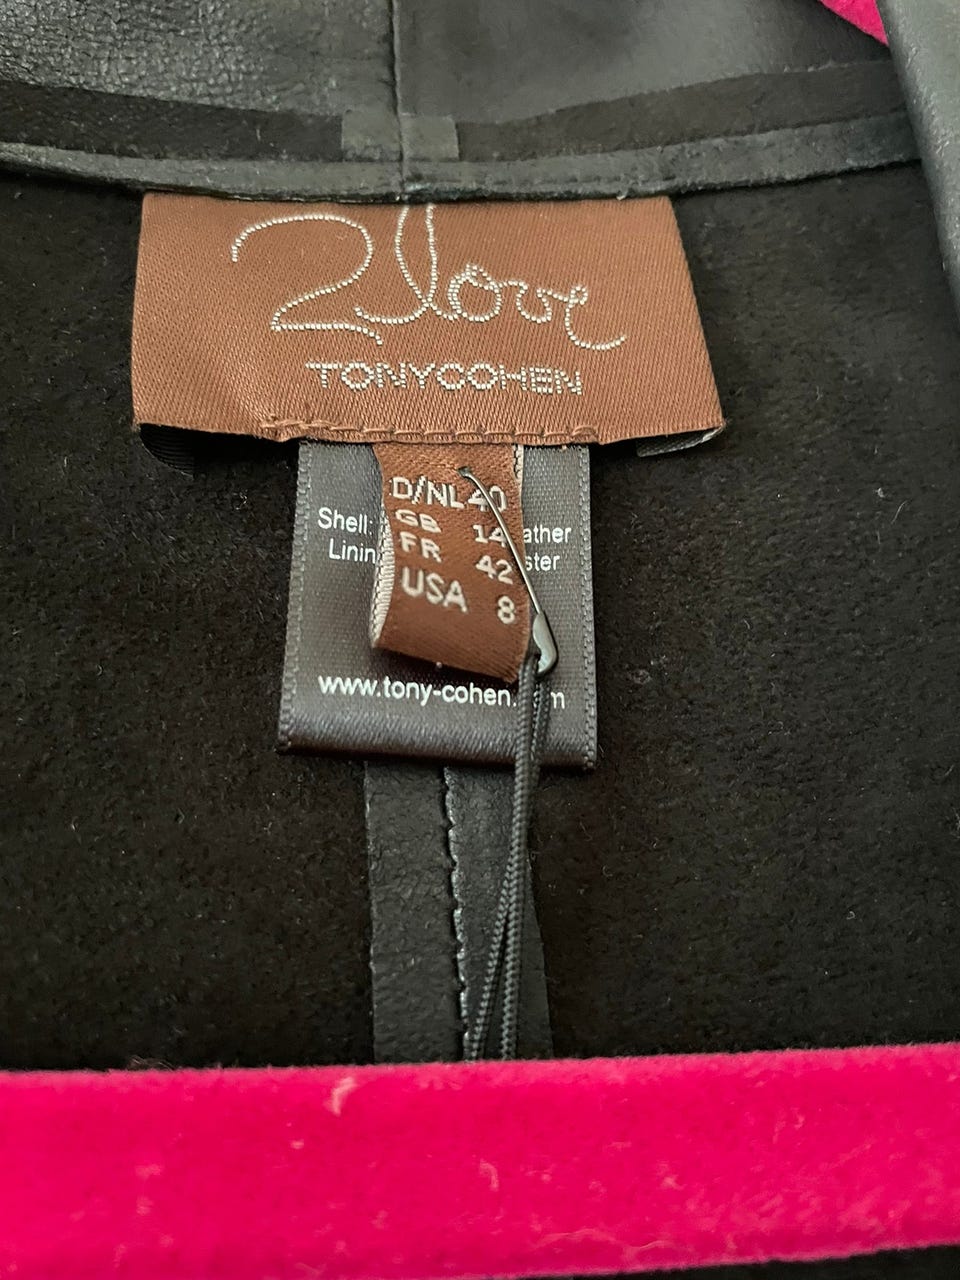 2love
TONYCOHEN
D/NL 40
GB 14
FR 42
USA 8
Shell:
www.tony-cohen.